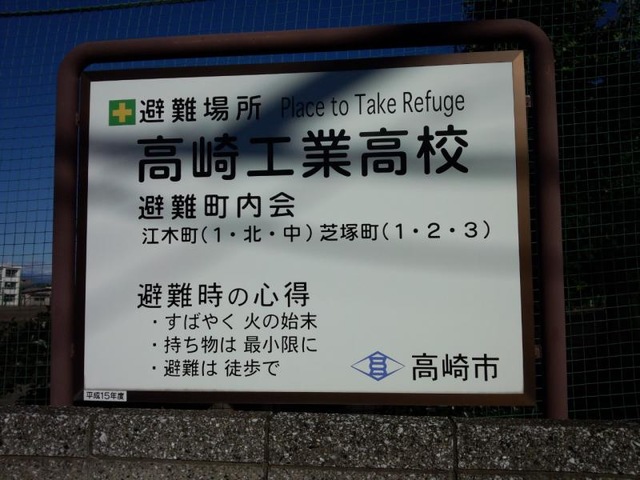 避難場所 Place to Take Refuge
高崎工業高校
避難町内会
江木町(1・北・中)芝塚町(1・2・3)
避難時の心得
・すばやく 火の始末
・持ち物は 最小限に
・避難は 徒歩で
高崎市
平成15年度